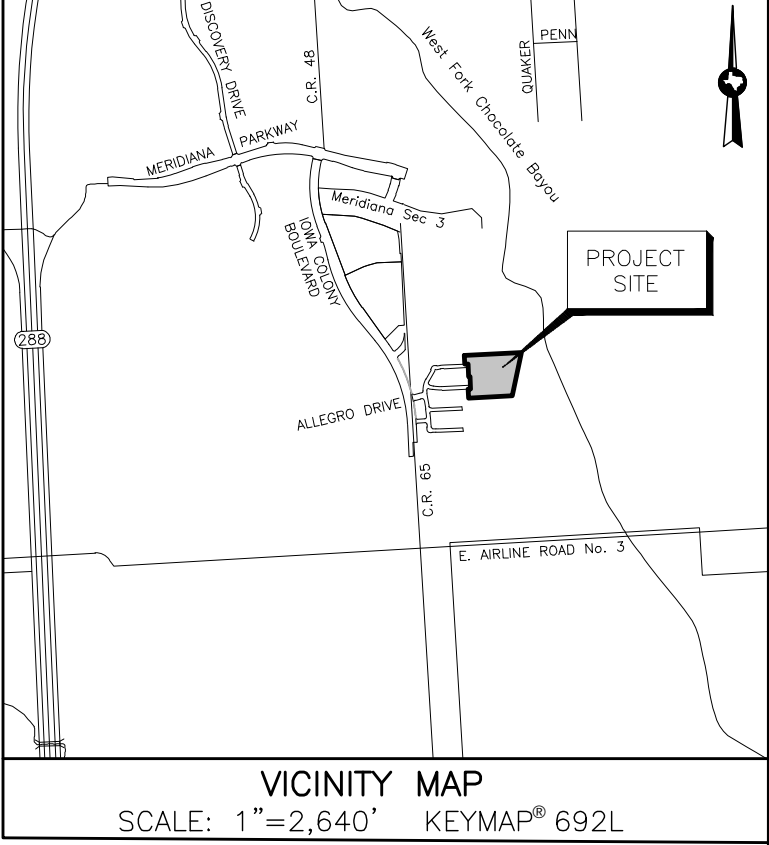 DISCOVERY DRIVE
C.R. 48
West Fork Chocolate Bayou
QUAKER
PENN
MERIDIANA PARKWAY
Meridiana Sec 3
IOWA COLONY
BOULEVARD
PROJECT
SITE
288
ALLEGRO DRIVE
C.R. 65
E. AIRLINE ROAD No. 3
VICINITY MAP
SCALE: 1"=2,640' KEYMAP® 692L